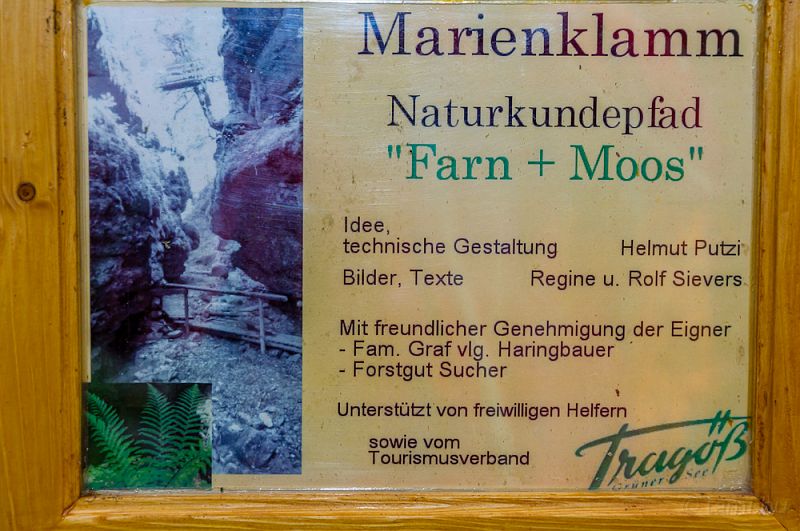 Marienklamm
Naturkundepfad
"Farn + Moos"
Idee,
technische Gestaltung Helmut Putzi
Bilder, Texte Regine u. Rolf Sievers
Mit freundlicher Genehmigung der Eigner
- Fam. Graf vlg. Haringbauer
- Forstgut Sucher
Unterstützt von freiwilligen Helfern
sowie vom
Tourismusverband
Tragöß
Grüner See